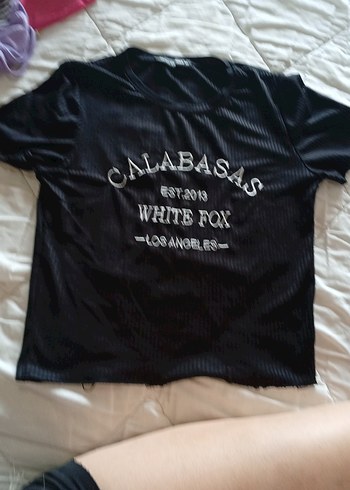 CALABASAS
EST.2013
WHITE FOX
LOS ANGELES